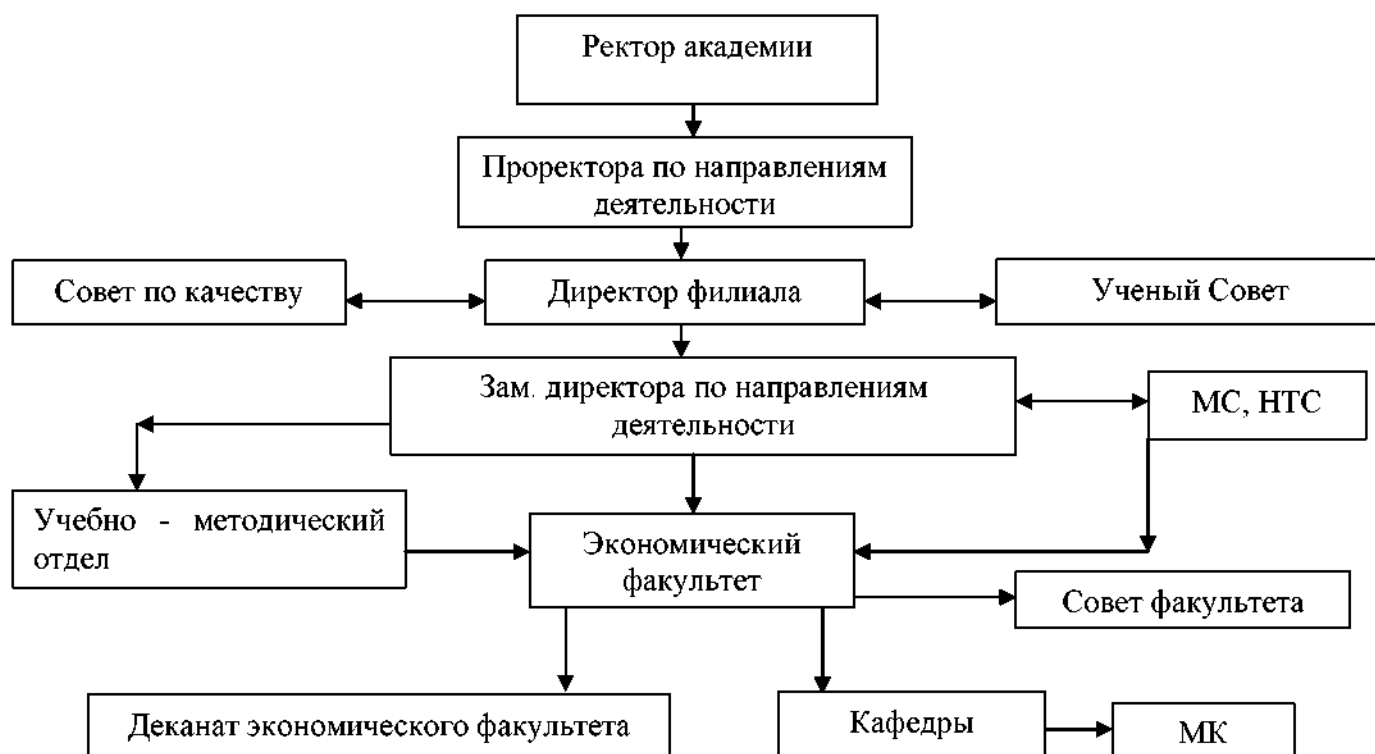 Ректор академии
Проректора по направлениям
деятельности
Совет по качеству
Директор филиала
Ученый Совет
Зам. директора по направлениям
деятельности
МС, НТС
Учебно - методический
отдел
Экономический
факультет
Совет факультета
Деканат экономического факультета
Кафедры
МК